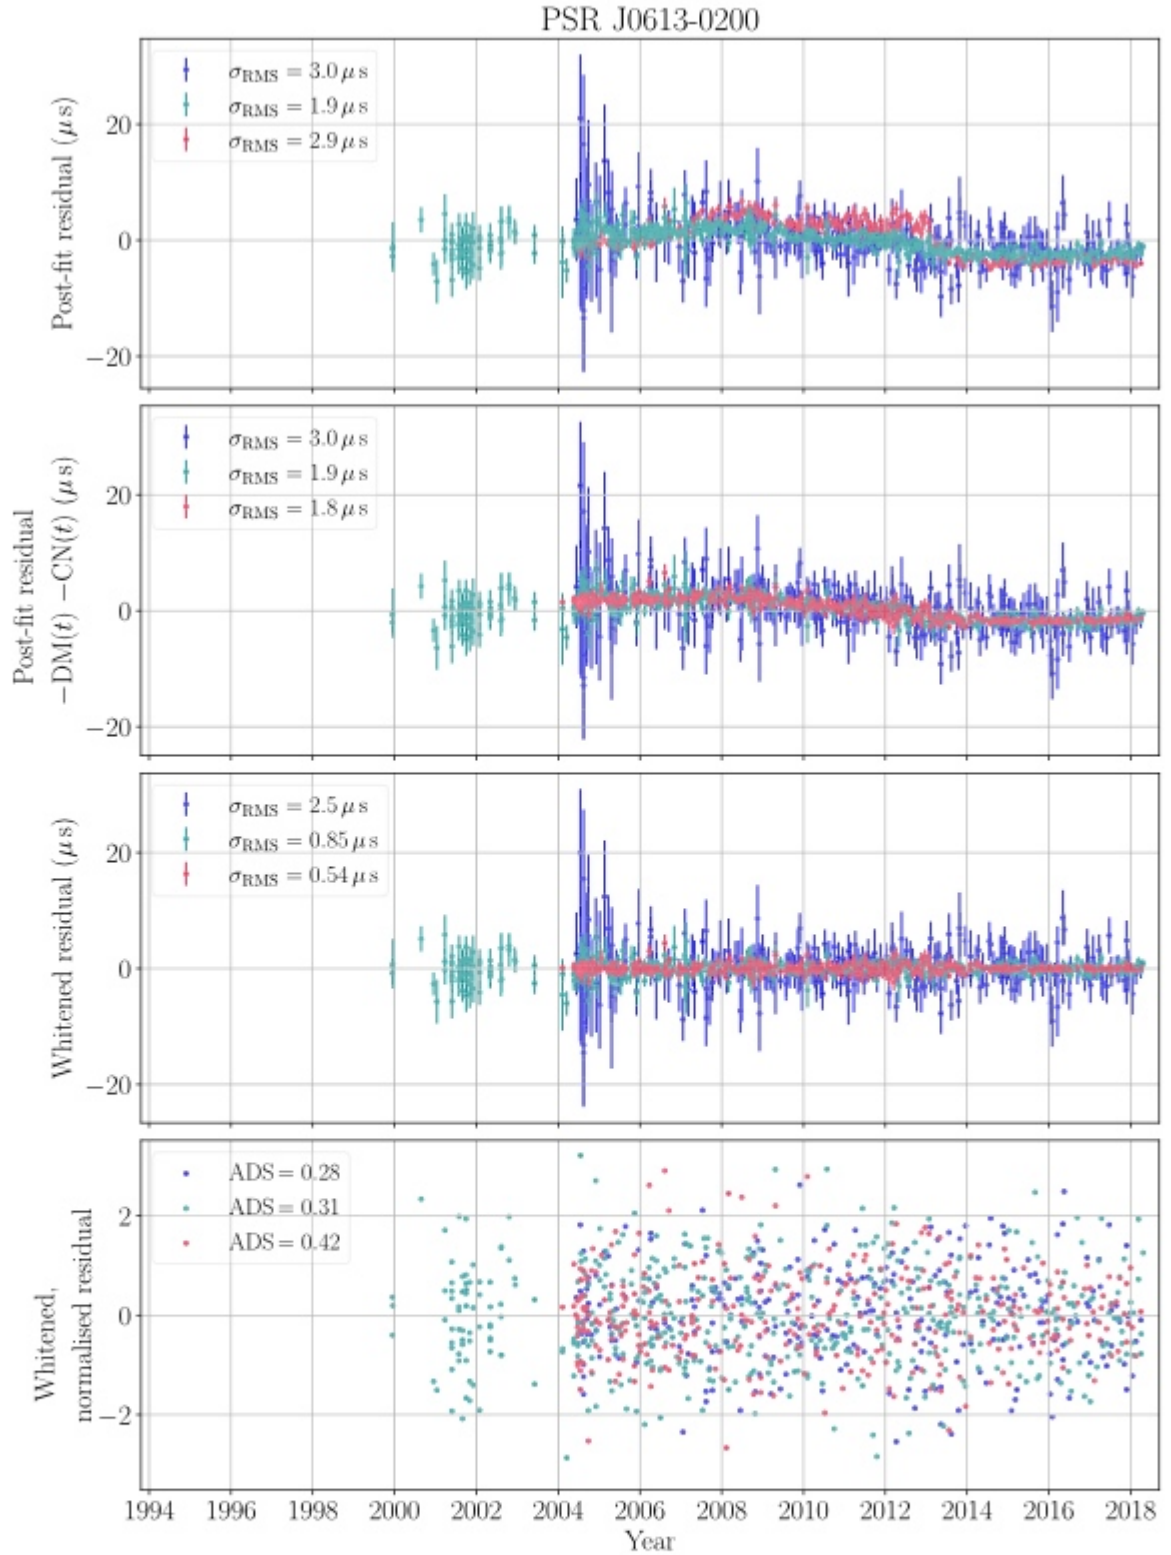 PSR J0613-0200
σRMS = 3.0 μs
σRMS = 1.9 μs
σRMS = 2.9 μs
20
0
−20
Post-fit residual (μs)
σRMS = 3.0 μs
σRMS = 1.9 μs
σRMS = 1.8 μs
20
0
−20
Post-fit residual
−DM(t) −CN(t) (μs)
σRMS = 2.5 μs
σRMS = 0.85 μs
σRMS = 0.54 μs
20
0
−20
Whitened residual (μs)
ADS = 0.28
ADS = 0.31
ADS = 0.42
2
0
−2
Whitened,
normalised residual
1994 1996 1998 2000 2002 2004 2006 2008 2010 2012 2014 2016 2018
Year